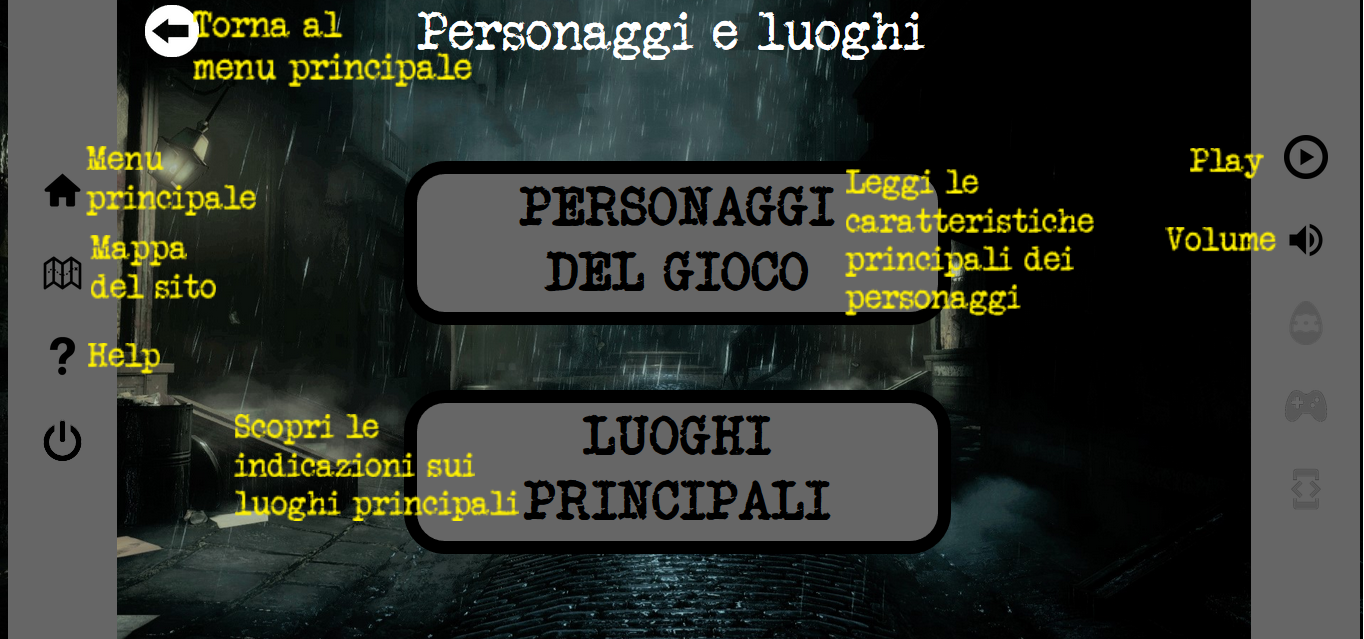 Torna al
menu principale
Personaggi e luoghi
Menu
principale
Mappa
del sito
? Help
PERSONAGGI
DEL GIOCO
Leggi le
caratteristiche
principali dei
personaggi
Play
Volume
Scopri le
indicazioni sui
luoghi principali
LUOGHI
PRINCIPALI